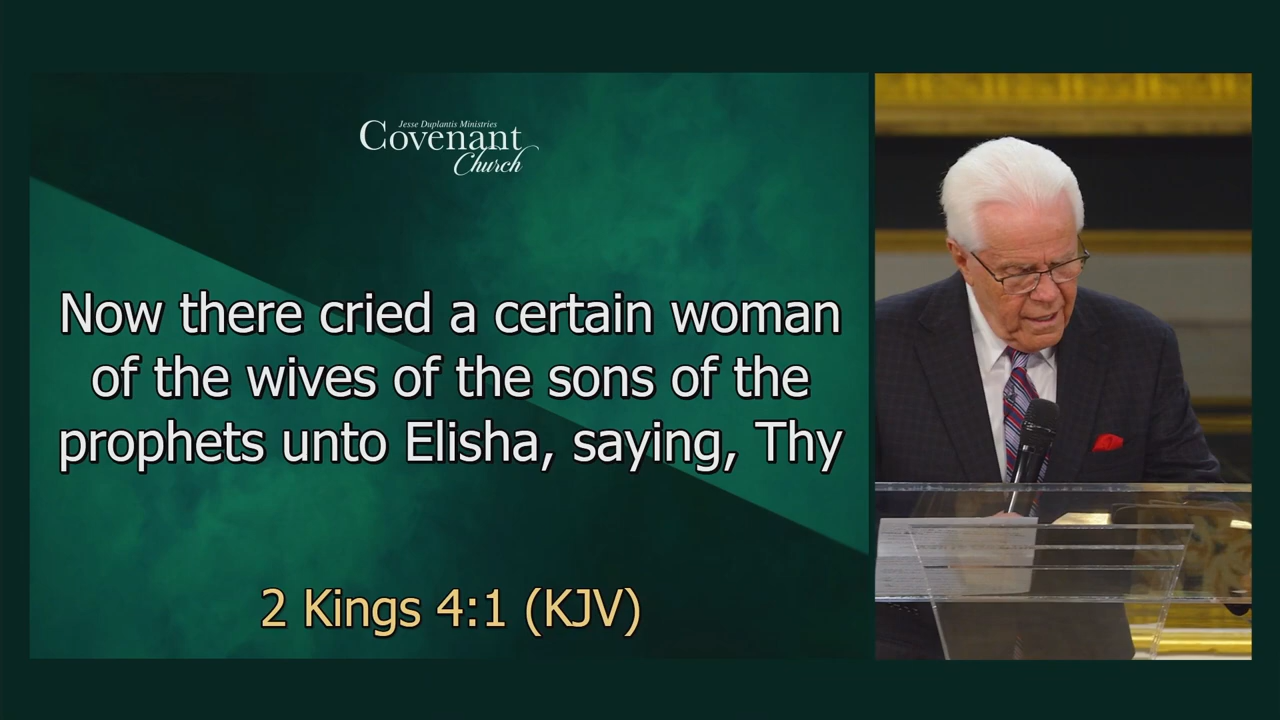 Jesse Duplantis Ministries
Covenant
Church
Now there cried a certain woman
of the wives of the sons of the
prophets unto Elisha, saying, Thy
2 Kings 4:1 (KJV)